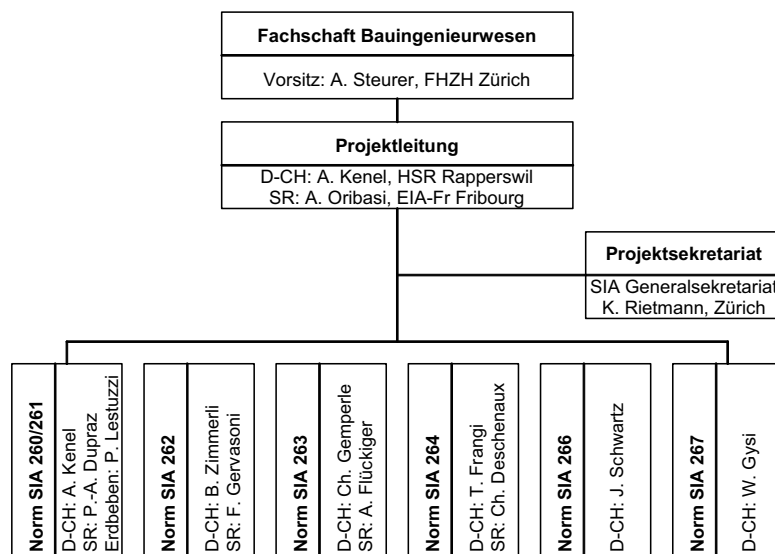 Fachschaft Bauingenieurwesen
Vorsitz: A. Steurer, FHZH Zürich
Projektleitung
D-CH: A. Kenel, HSR Rapperswil
SR: A. Oribasi, EIA-Fr Fribourg
Projektsekretariat
SIA Generalsekretariat
K. Rietmann, Zürich
Norm SIA 260/261
D-CH: A. Kenel
SR: P.-A. Dupraz
Erdbeben: P. Lestuzzi
Norm SIA 262
D-CH: B. Zimmerli
SR: F. Gervasoni
Norm SIA 263
D-CH: Ch. Gemperle
SR: A. Flückiger
Norm SIA 264
D-CH: T. Frangi
SR: Ch. Deschenaux
Norm SIA 266
D-CH: J. Schwartz
Norm SIA 267
D-CH: W. Gysi